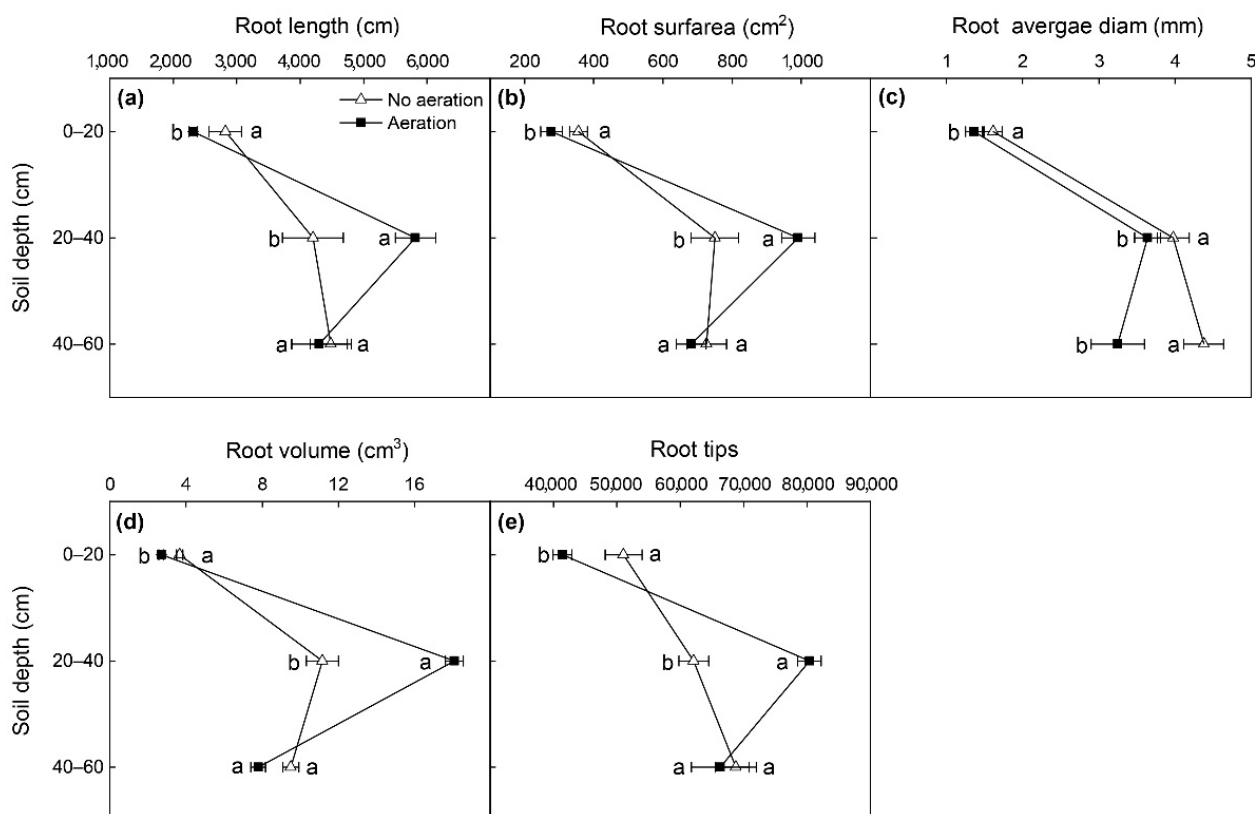 Root length (cm)
1,000 2,000 3,000 4,000 5,000 6,000
Root surfarea (cm²)
200 400 600 800 1,000
Root avergae diam (mm)
1 2 3 4 5
(a)
No aeration
Aeration
(b)
(c)
Soil depth (cm)
0–20
20–40
40–60
b a
b a
a a
b a
b a
a a
b a
b a
b a
Root volume (cm³)
0 4 8 12 16
Root tips
40,000 50,000 60,000 70,000 80,000 90,000
(d)
(e)
Soil depth (cm)
0–20
20–40
40–60
b a
b a
a a
b a
b a
a a